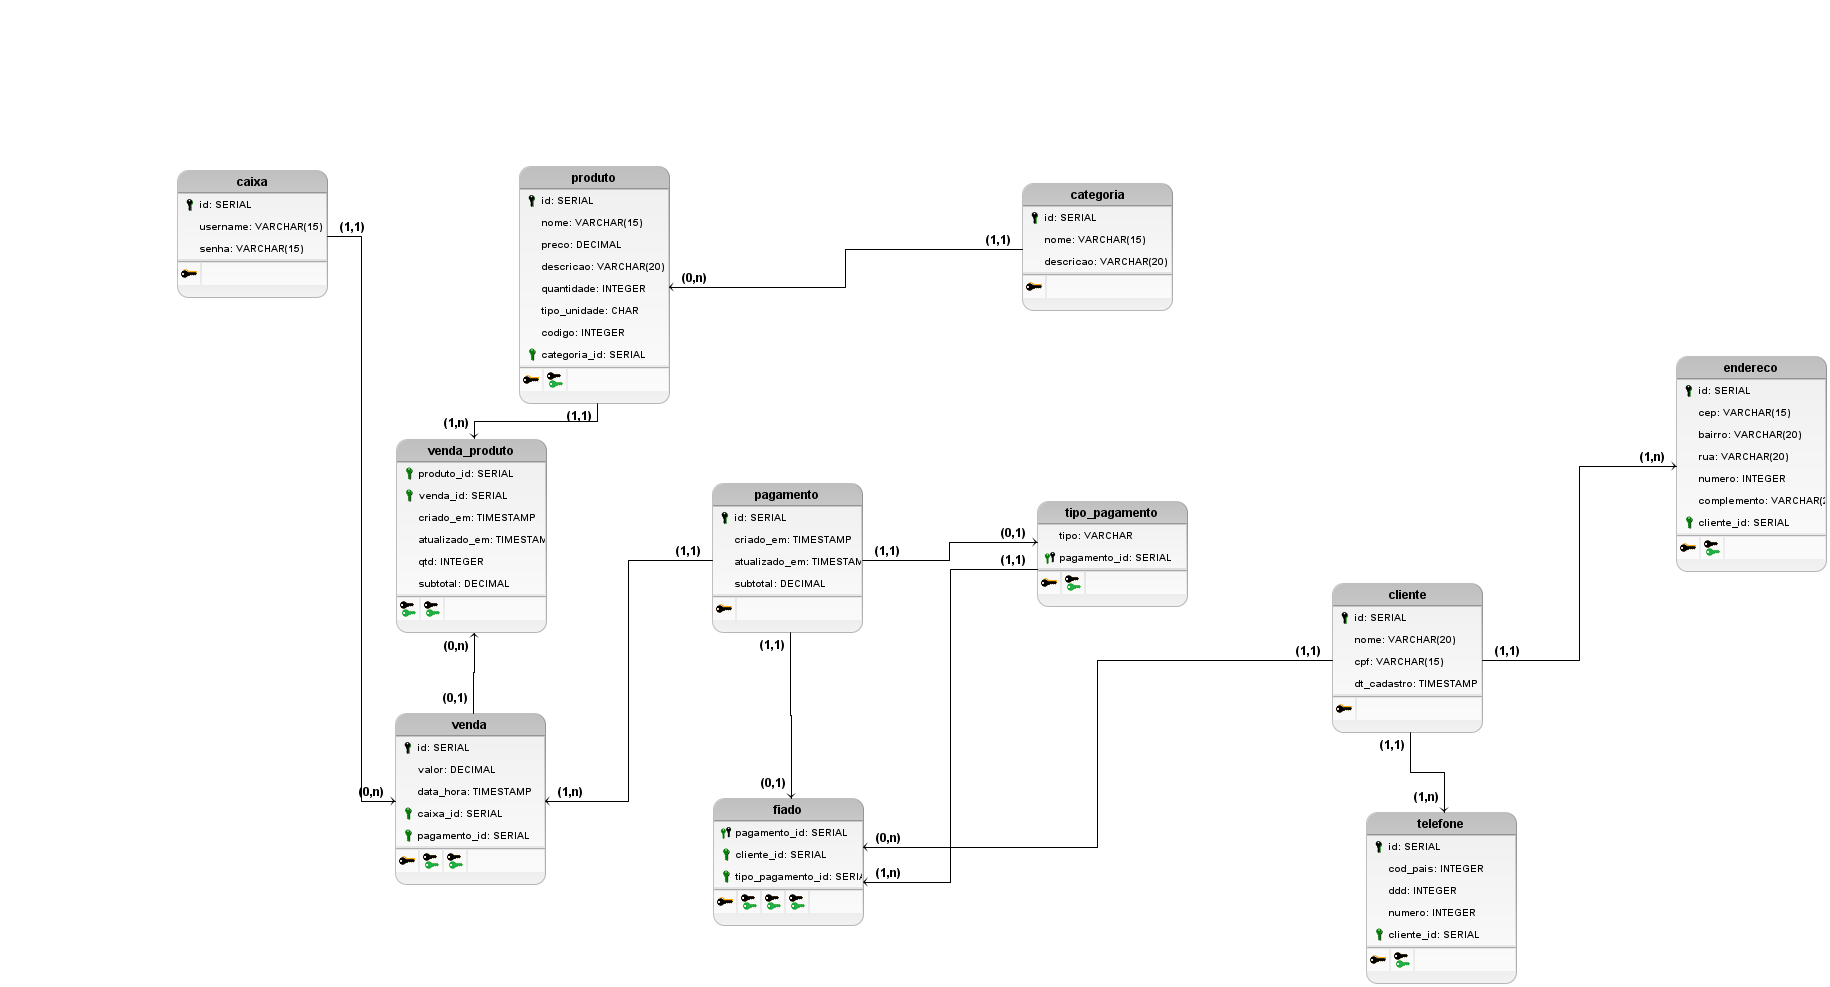 caixa
id: SERIAL
username: VARCHAR(15)
senha: VARCHAR(15)
(1,1)
(0,n)
produto
id: SERIAL
nome: VARCHAR(15)
preco: DECIMAL
descricao: VARCHAR(20)
quantidade: INTEGER
tipo_unidade: CHAR
codigo: INTEGER
categoria_id: SERIAL
(0,n)
(1,1)
categoria
id: SERIAL
nome: VARCHAR(15)
descricao: VARCHAR(20)
(1,1)
(1,n)
venda_produto
produto_id: SERIAL
venda_id: SERIAL
criado_em: TIMESTAMP
atualizado_em: TIMESTAM
qtd: INTEGER
subtotal: DECIMAL
(0,n)
(0,1)
venda
id: SERIAL
valor: DECIMAL
data_hora: TIMESTAMP
caixa_id: SERIAL
pagamento_id: SERIAL
(1,n)
(1,1)
pagamento
id: SERIAL
criado_em: TIMESTAMP
atualizado_em: TIMESTAM
subtotal: DECIMAL
(1,1)
(1,1)
(0,1)
(0,1)
(1,1)
tipo_pagamento
tipo: VARCHAR
pagamento_id: SERIAL
fiado
pagamento_id: SERIAL
cliente_id: SERIAL
tipo_pagamento_id: SERIA
(0,n)
(1,n)
(1,1)
cliente
id: SERIAL
nome: VARCHAR(20)
cpf: VARCHAR(15)
dt_cadastro: TIMESTAMP
(1,1)
(1,1)
(1,n)
endereco
id: SERIAL
cep: VARCHAR(15)
bairro: VARCHAR(20)
rua: VARCHAR(20)
numero: INTEGER
complemento: VARCHAR(2
cliente_id: SERIAL
(1,n)
telefone
id: SERIAL
cod_pais: INTEGER
ddd: INTEGER
numero: INTEGER
cliente_id: SERIAL